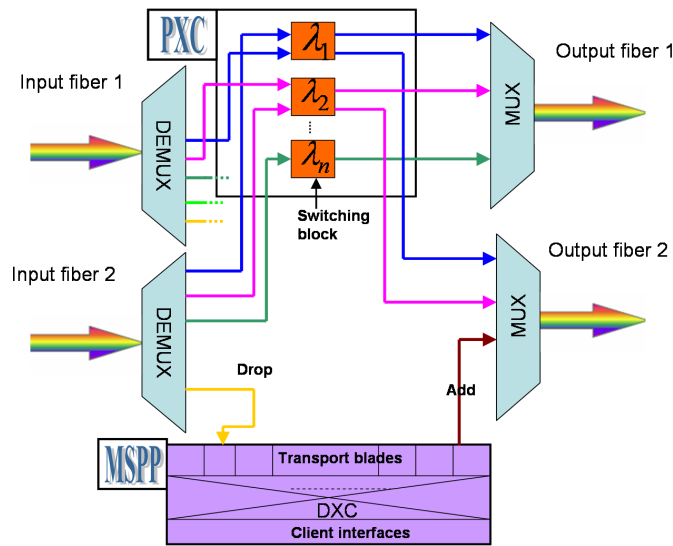 PXC
λ1
Output fiber 1
Input fiber 1
λ2
MUX
DEMUX
λn
Switching
block
Input fiber 2
Output fiber 2
DEMUX
MUX
Drop
Add
MSPP
Transport blades
DXC
Client interfaces